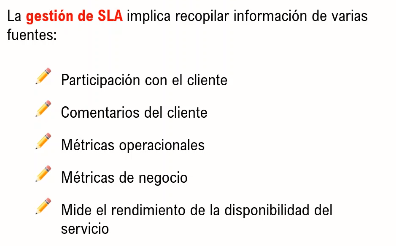 La gestión de SLA implica recopilar información de varias
fuentes:
Participación con el cliente
Comentarios del cliente
Métricas operacionales
Métricas de negocio
Mide el rendimiento de la disponibilidad del
servicio